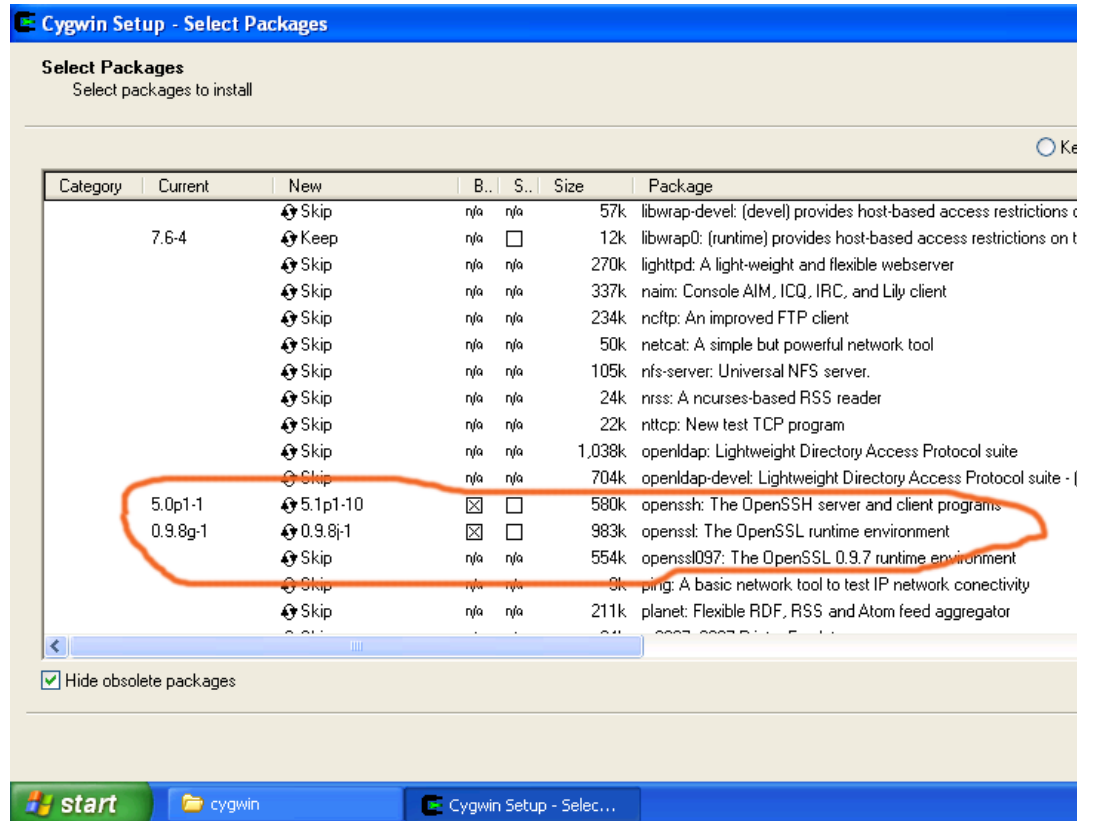 Cygwin Setup - Select Packages
Select Packages
Select packages to install
Ke
Category Current New B.. S.. Size Package
Skip n/a n/a 57k libwrap-devel: (devel) provides host-based access restrictions
7.6-4 Keep n/a 12k libwrap0: (runtime) provides host-based access restrictions on t
Skip n/a n/a 270k lighttpd: A light-weight and flexible webserver
Skip n/a n/a 337k naim: Console AIM, ICQ, IRC, and Lily client
Skip n/a n/a 234k ncftp: An improved FTP client
Skip n/a n/a 50k netcat: A simple but powerful network tool
Skip n/a n/a 105k nfs-server: Universal NFS server.
Skip n/a n/a 24k nrss: A ncurses-based RSS reader
Skip n/a n/a 22k nttcp: New test TCP program
Skip n/a n/a 1,038k openldap: Lightweight Directory Access Protocol suite
Skip n/a n/a 704k openldap-devel: Lightweight Directory Access Protocol suite - (
5.0p1-1 5.1p1-10 580k openssh: The OpenSSH server and client programs
0.9.8g-1 0.9.8j-1 983k openssl: The OpenSSL runtime environment
Skip n/a n/a 554k openssl097: The OpenSSL 0.9.7 runtime environment
Skip n/a n/a 8k ping: A basic network tool to test IP network conectivity
Skip n/a n/a 211k planet: Flexible RDF, RSS and Atom feed aggregator
Hide obsolete packages
start cygwin Cygwin Setup - Selec...